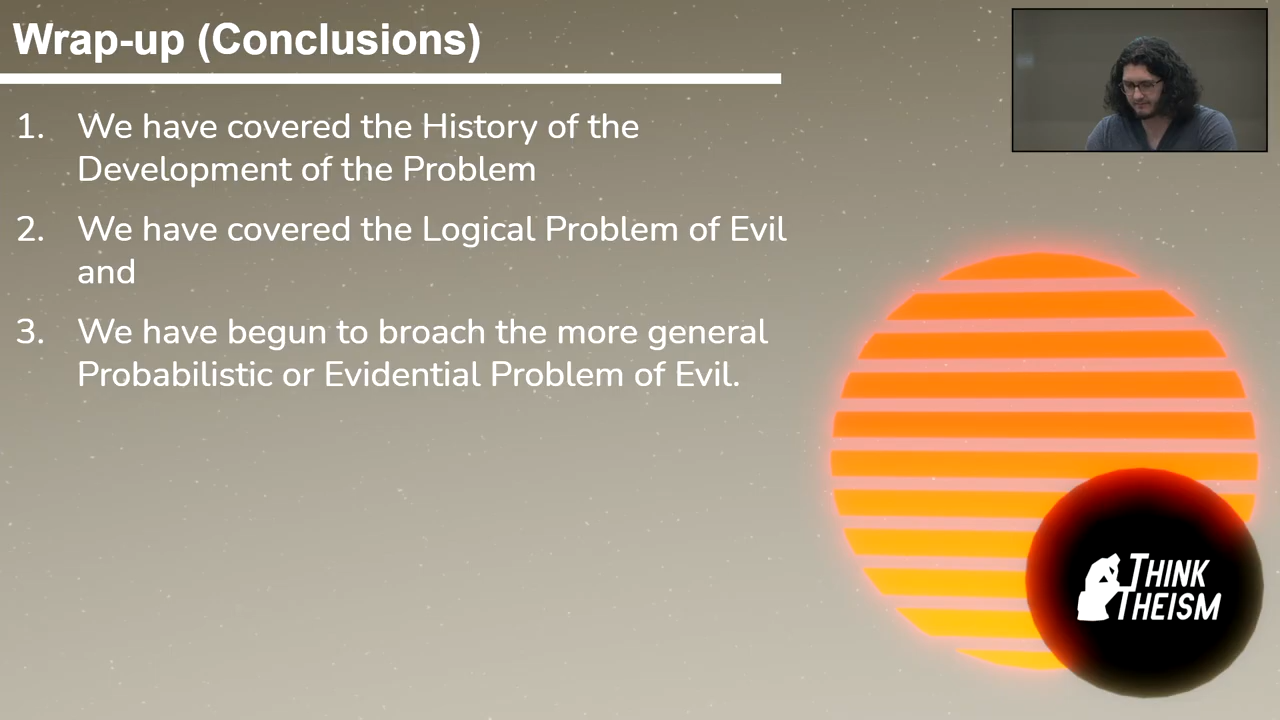 Wrap-up (Conclusions)
1. We have covered the History of the
Development of the Problem
2. We have covered the Logical Problem of Evil
and
3. We have begun to broach the more general
Probabilistic or Evidential Problem of Evil.
THINK
THEISM